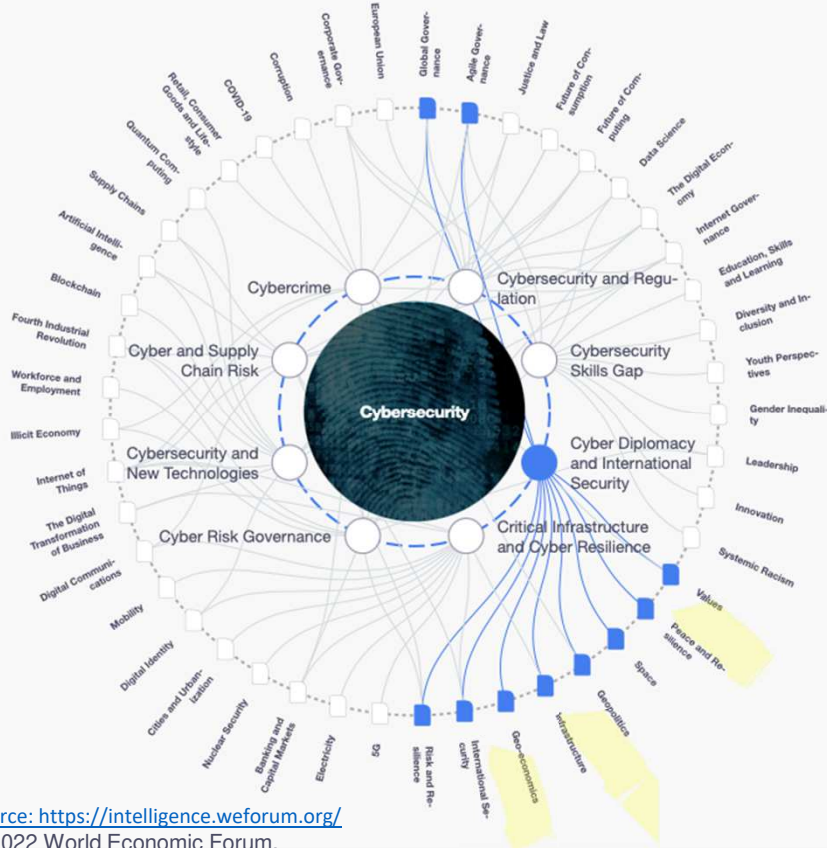 European Union
Global Gover-
nance
Agile Gover-
nance
Justice and Law
Future of Con-
sumption
Future of Com-
puting
Data Science
The Digital Econ-
omy
Internet Gover-
nance
Education, Skills
and Learning
Diversity and In-
clusion
Youth Perspec-
tives
Gender Inequali-
ty
Leadership
Innovation
Systemic Racism
Values
Peace and Re-
silience
Space
Geopolitics
Infrastructure
Geo-economics
International Se-
curity
Risk and Re-
silience
5G
Electricity
Banking and
Capital Markets
Nuclear Security
Cities and Urban-
ization
Digital Identity
Mobility
Digital Communi-
cations
The Digital
Transformation
of Business
Internet of
Things
Illicit Economy
Workforce and
Employment
Fourth Industrial
Revolution
Blockchain
Artificial Intelli-
gence
Supply Chains
Quantum Com-
puting
Retail, Consumer
Goods and Life-
style
COVID-19
Corruption
Corporate Gov-
ernance
Cybercrime
Cybersecurity and Regu-
lation
Cyber and Supply
Chain Risk
Cybersecurity
Skills Gap
Cybersecurity
Cybersecurity and
New Technologies
Cyber Diplomacy
and International
Security
Cyber Risk Governance
Critical Infrastructure
and Cyber Resilience
rce: https://intelligence.weforum.org/
022 World Economic Forum.